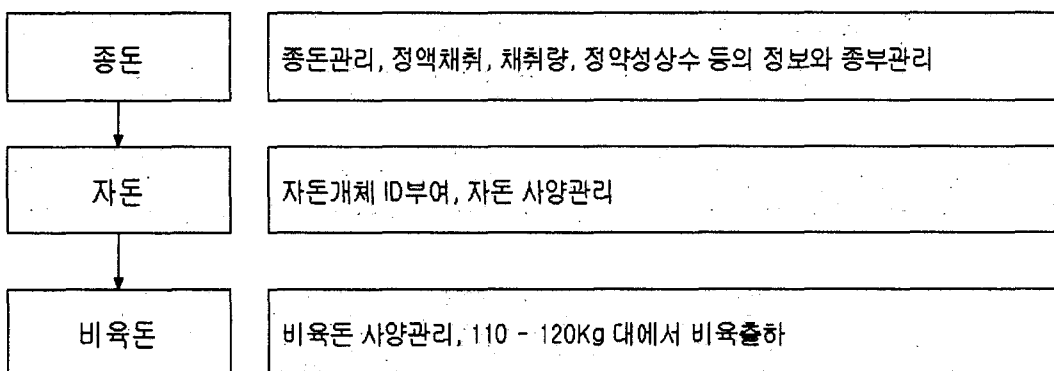 종돈
종돈관리, 정액채취, 채취량, 정약성상수 등의 정보와 종부관리
자돈
자돈개체 ID부여, 자돈 사양관리
비육돈
비육돈 사양관리, 110 - 120Kg 대에서 비육출하